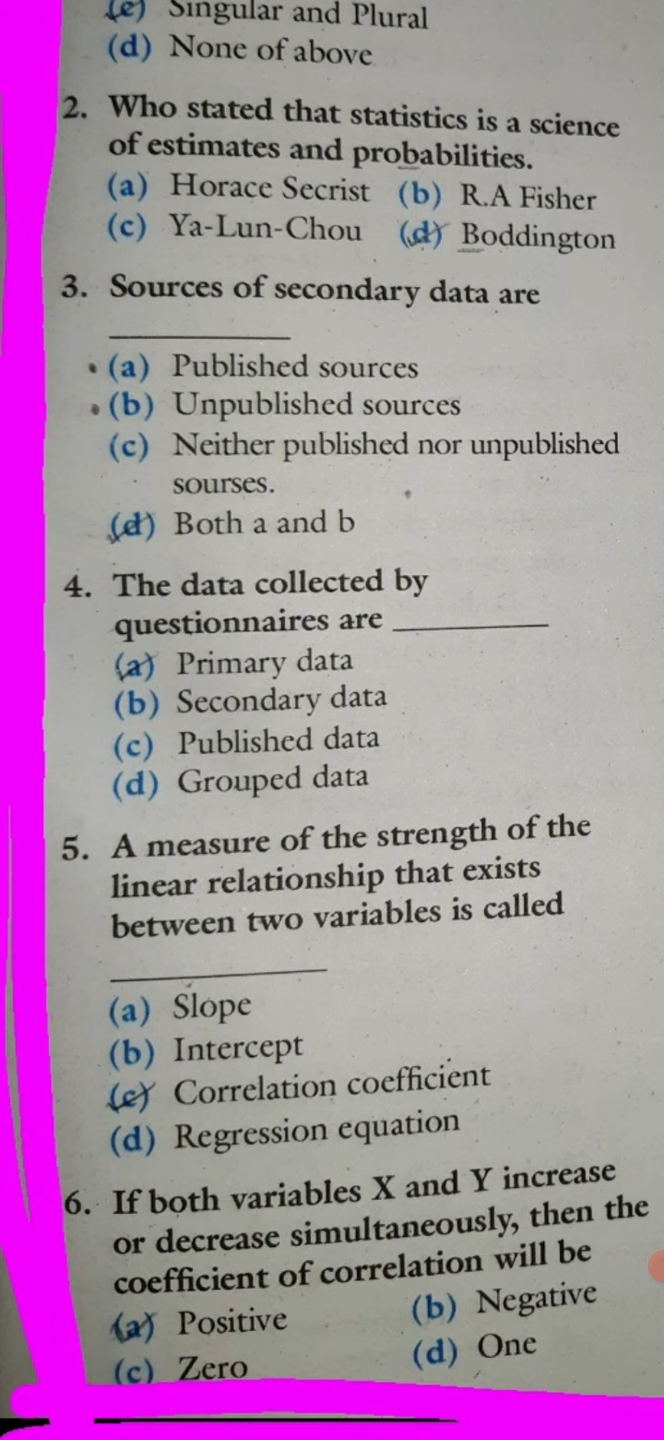 (c) Singular and Plural
(d) None of above
2. Who stated that statistics is a science
of estimates and probabilities.
(a) Horace Secrist (b) R.A Fisher
(c) Ya-Lun-Chou (d) Boddington
3. Sources of secondary data are
(a) Published sources
(b) Unpublished sources
(c) Neither published nor unpublished
sourses.
(d) Both a and b
4. The data collected by
questionnaires are
(a) Primary data
(b) Secondary data
(c) Published data
(d) Grouped data
5. A measure of the strength of the
linear relationship that exists
between two variables is called
(a) Slope
(b) Intercept
(c) Correlation coefficient
(d) Regression equation
6. If both variables X and Y increase
or decrease simultaneously, then the
coefficient of correlation will be
(a) Positive (b) Negative
(c) Zero (d) One